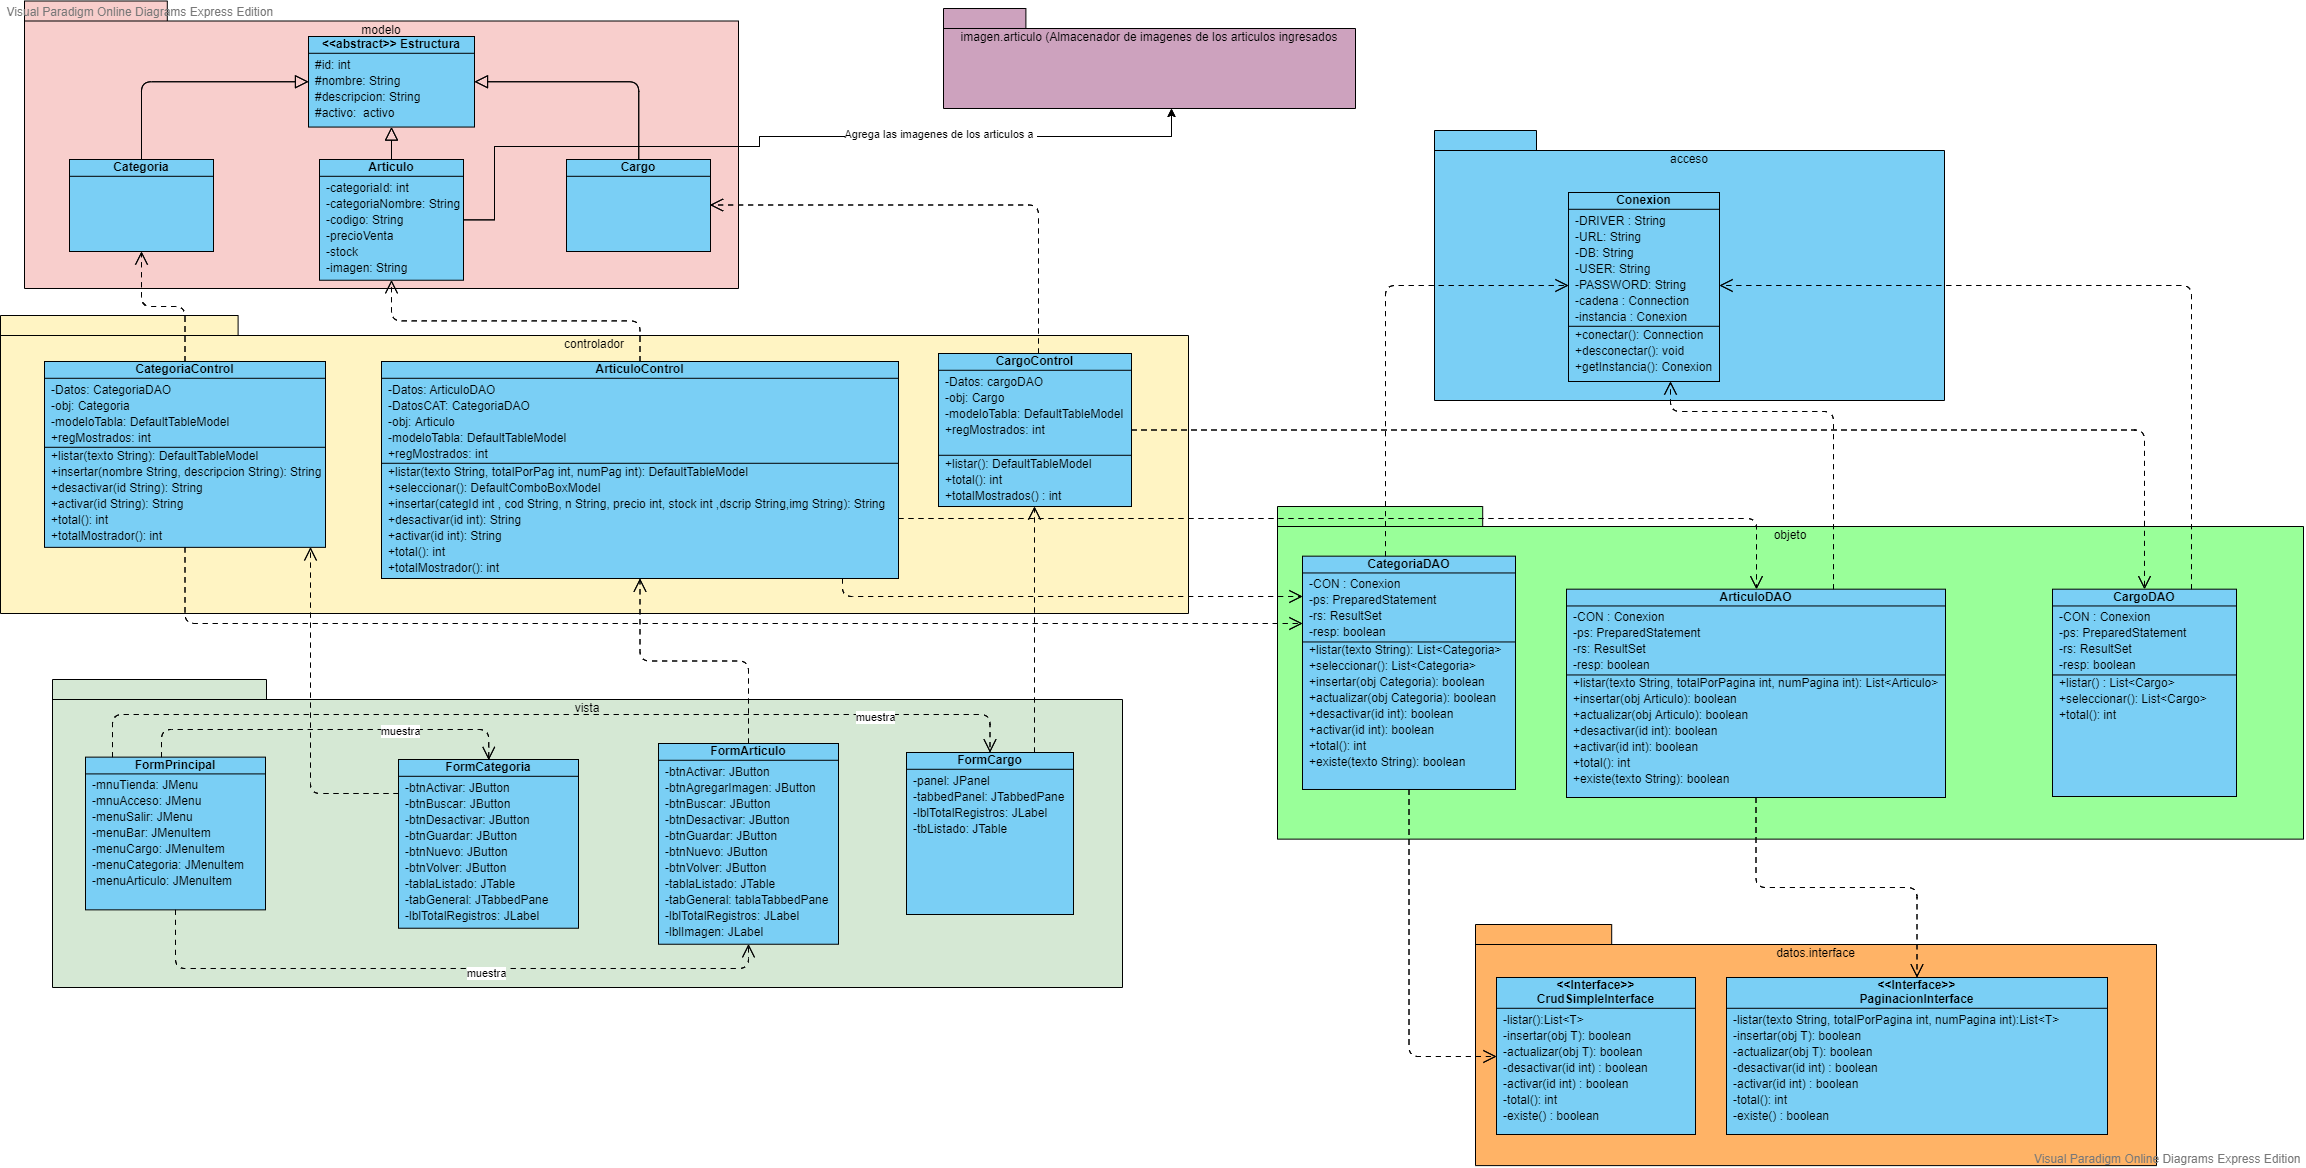 Visual Paradigm Online Diagrams Express Edition
modelo
<<abstract>> Estructura
#id: int
#nombre: String
#descripcion: String
#activo:  activo
Categoria
Articulo
-categoriaId: int
-categoriaNombre: String
-codigo: String
-precioVenta
-stock
-imagen: String
Cargo
imagen.articulo (Almacenador de imagenes de los articulos ingresados
Agrega las imagenes de los articulos a
acceso
Conexion
-DRIVER : String
-URL: String
-DB: String
-USER: String
-PASSWORD: String
-cadena : Connection
-instancia : Conexion
+conectar(): Connection
+desconectar(): void
+getInstancia(): Conexion
controlador
CategoriaControl
-Datos: CategoriaDAO
-obj: Categoria
-modeloTabla: DefaultTableModel
+regMostrados: int
+listar(texto String): DefaultTableModel
+insertar(nombre String, descripcion String): String
+desactivar(id String): String
+activar(id String): String
+total(): int
+totalMostrador(): int
ArticuloControl
-Datos: ArticuloDAO
-DatosCAT: CategoriaDAO
-obj: Articulo
-modeloTabla: DefaultTableModel
+regMostrados: int
+listar(texto String, totalPorPag int, numPag int): DefaultTableModel
+seleccionar(): DefaultComboBoxModel
+insertar(categId int , cod String, n String, precio int, stock int ,dscrip String,img String): String
+desactivar(id int): String
+activar(id int): String
+total(): int
+totalMostrador(): int
CargoControl
-Datos: cargoDAO
-obj: Cargo
-modeloTabla: DefaultTableModel
+regMostrados: int
+listar(): DefaultTableModel
+total(): int
+totalMostrados() : int
objeto
CategoriaDAO
-CON : Conexion
-ps: PreparedStatement
-rs: ResultSet
-resp: boolean
+listar(texto String): List<Categoria>
+seleccionar(): List<Categoria>
+insertar(obj Categoria): boolean
+actualizar(obj Categoria): boolean
+desactivar(id int): boolean
+activar(id int): boolean
+total(): int
+existe(texto String): boolean
ArticuloDAO
-CON : Conexion
-ps: PreparedStatement
-rs: ResultSet
-resp: boolean
+listar(texto String, totalPorPagina int, numPagina int): List<Articulo>
+insertar(obj Articulo): boolean
+actualizar(obj Articulo): boolean
+desactivar(id int): boolean
+activar(id int): boolean
+total(): int
+existe(texto String): boolean
CargoDAO
-CON : Conexion
-ps: PreparedStatement
-rs: ResultSet
-resp: boolean
+listar() : List<Cargo>
+seleccionar(): List<Cargo>
+total(): int
vista
muestra
muestra
FormPrincipal
-mnuTienda: JMenu
-mnuAcceso: JMenu
-menuSalir: JMenu
-menuBar: JMenuItem
-menuCargo: JMenuItem
-menuCategoria: JMenuItem
-menuArticulo: JMenuItem
FormCategoria
-btnActivar: JButton
-btnBuscar: JButton
-btnDesactivar: JButton
-btnGuardar: JButton
-btnNuevo: JButton
-btnVolver: JButton
-tablaListado: JTable
-tabGeneral: JTabbedPane
-lblTotalRegistros: JLabel
FormArticulo
-btnActivar: JButton
-btnAgregarImagen: JButton
-btnBuscar: JButton
-btnDesactivar: JButton
-btnGuardar: JButton
-btnNuevo: JButton
-btnVolver: JButton
-tablaListado: JTable
-tabGeneral: tablaTabbedPane
-lblTotalRegistros: JLabel
-lblImagen: JLabel
FormCargo
-panel: JPanel
-tabbedPanel: JTabbedPane
-lblTotalRegistros: JLabel
-tbListado: JTable
muestra
datos.interface
<<Interface>>
CrudSimpleInterface
-listar():List<T>
-insertar(obj T): boolean
-actualizar(obj T): boolean
-desactivar(id int) : boolean
-activar(id int) : boolean
-total(): int
-existe() : boolean
<<Interface>>
PaginacionInterface
-listar(texto String, totalPorPagina int, numPagina int):List<T>
-insertar(obj T): boolean
-actualizar(obj T): boolean
-desactivar(id int) : boolean
-activar(id int) : boolean
-total(): int
-existe() : boolean
Visual Paradigm Online Diagrams Express Edition